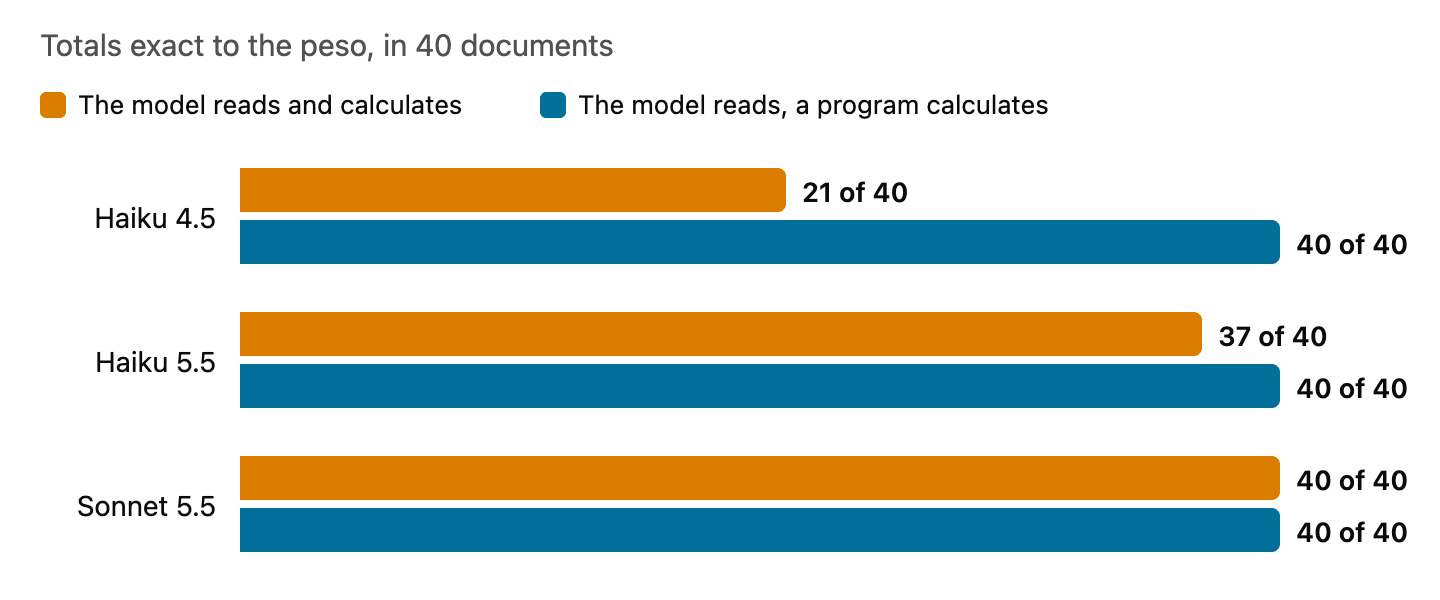 Totals exact to the peso, in 40 documents
The model reads and calculates
The model reads, a program calculates
Haiku 4.5
21 of 40
40 of 40
Haiku 5.5
37 of 40
40 of 40
Sonnet 5.5
40 of 40
40 of 40